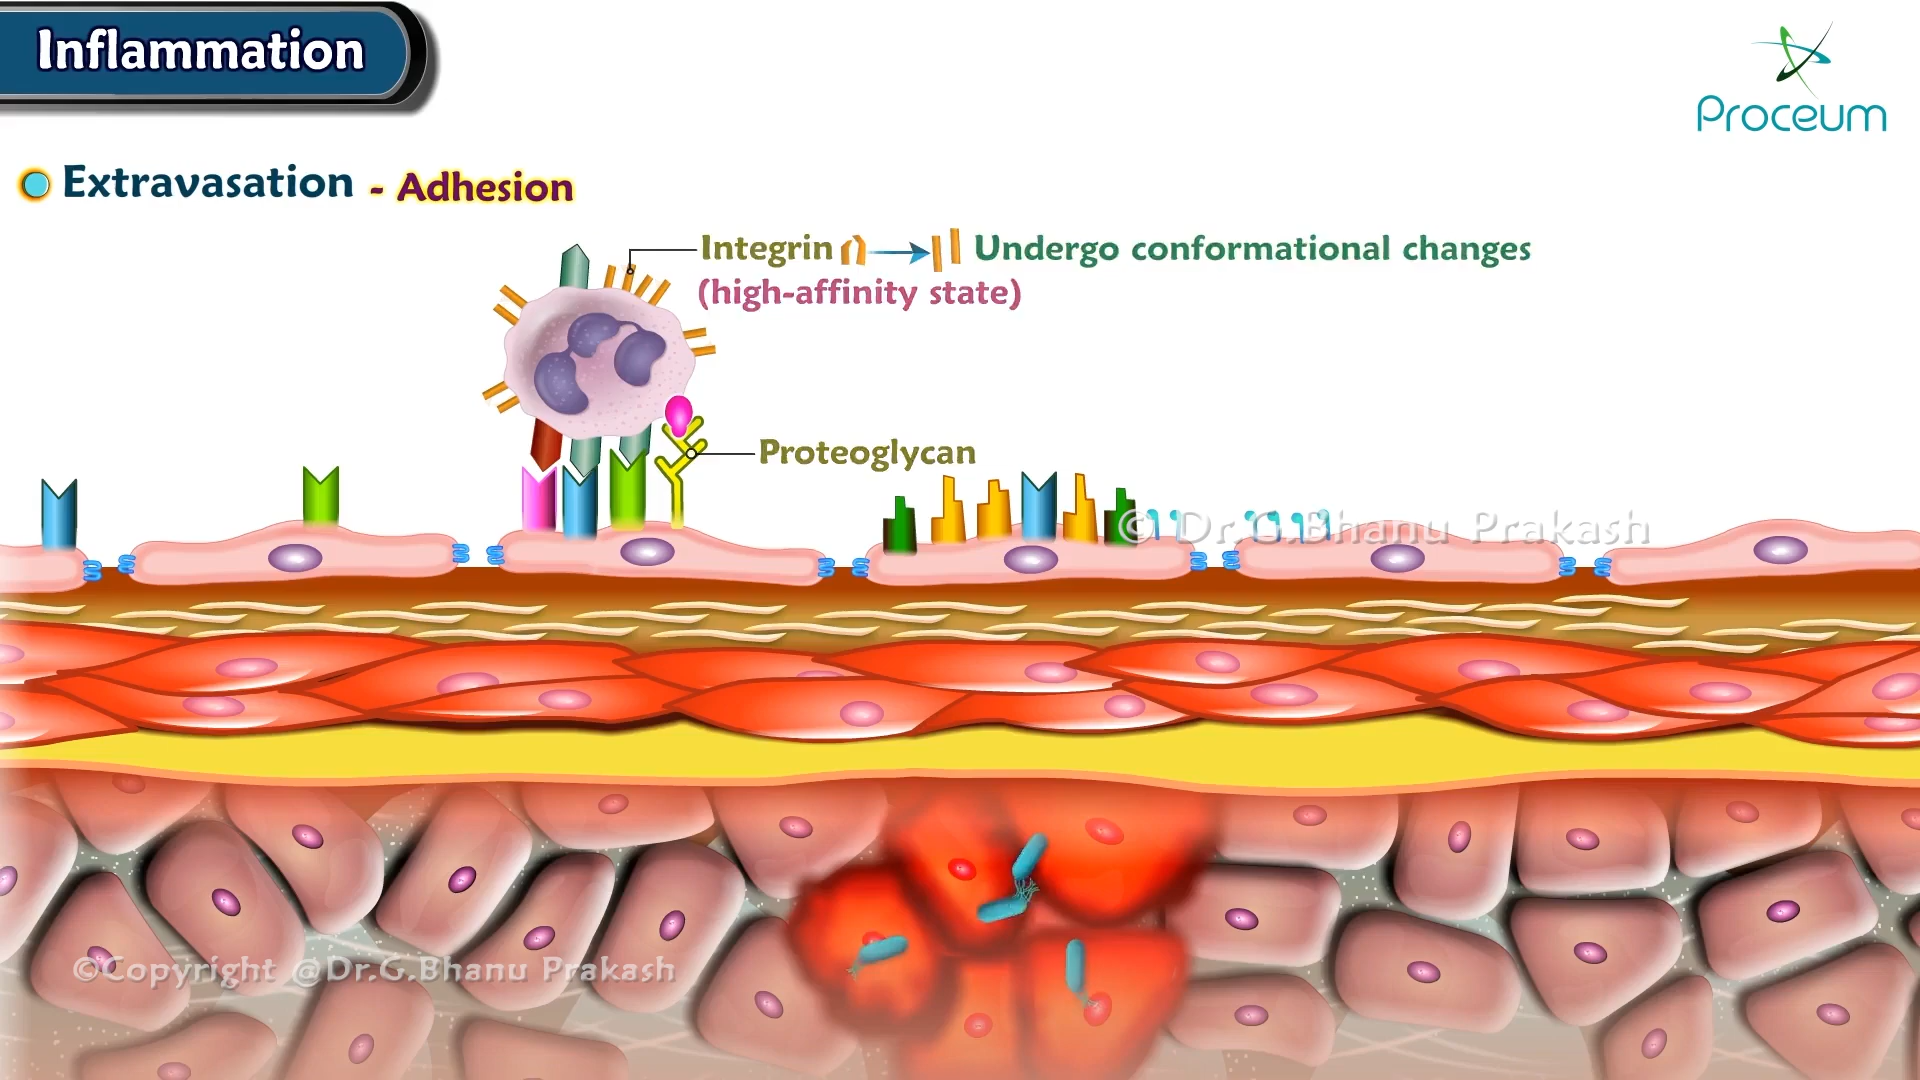 Inflammation
Proceum
Extravasation - Adhesion
Integrin Undergo conformational changes
(high-affinity state)
Proteoglycan
© Dr.G.Bhanu Prakash
©Copyright @Dr.G.Bhanu Prakash